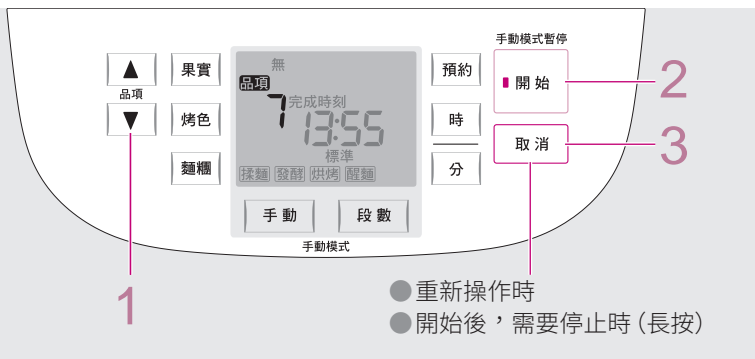 手動模式暫停
▲
品項
▼
果實
烤色
麵糰
無
品項
7
完成時刻
13:55
標準
揉麵 發酵 烘烤 醒麵
預約
時
分
開始
取消
手動 段數
手動模式
1
2
3
●重新操作時
●開始後，需要停止時（長按）